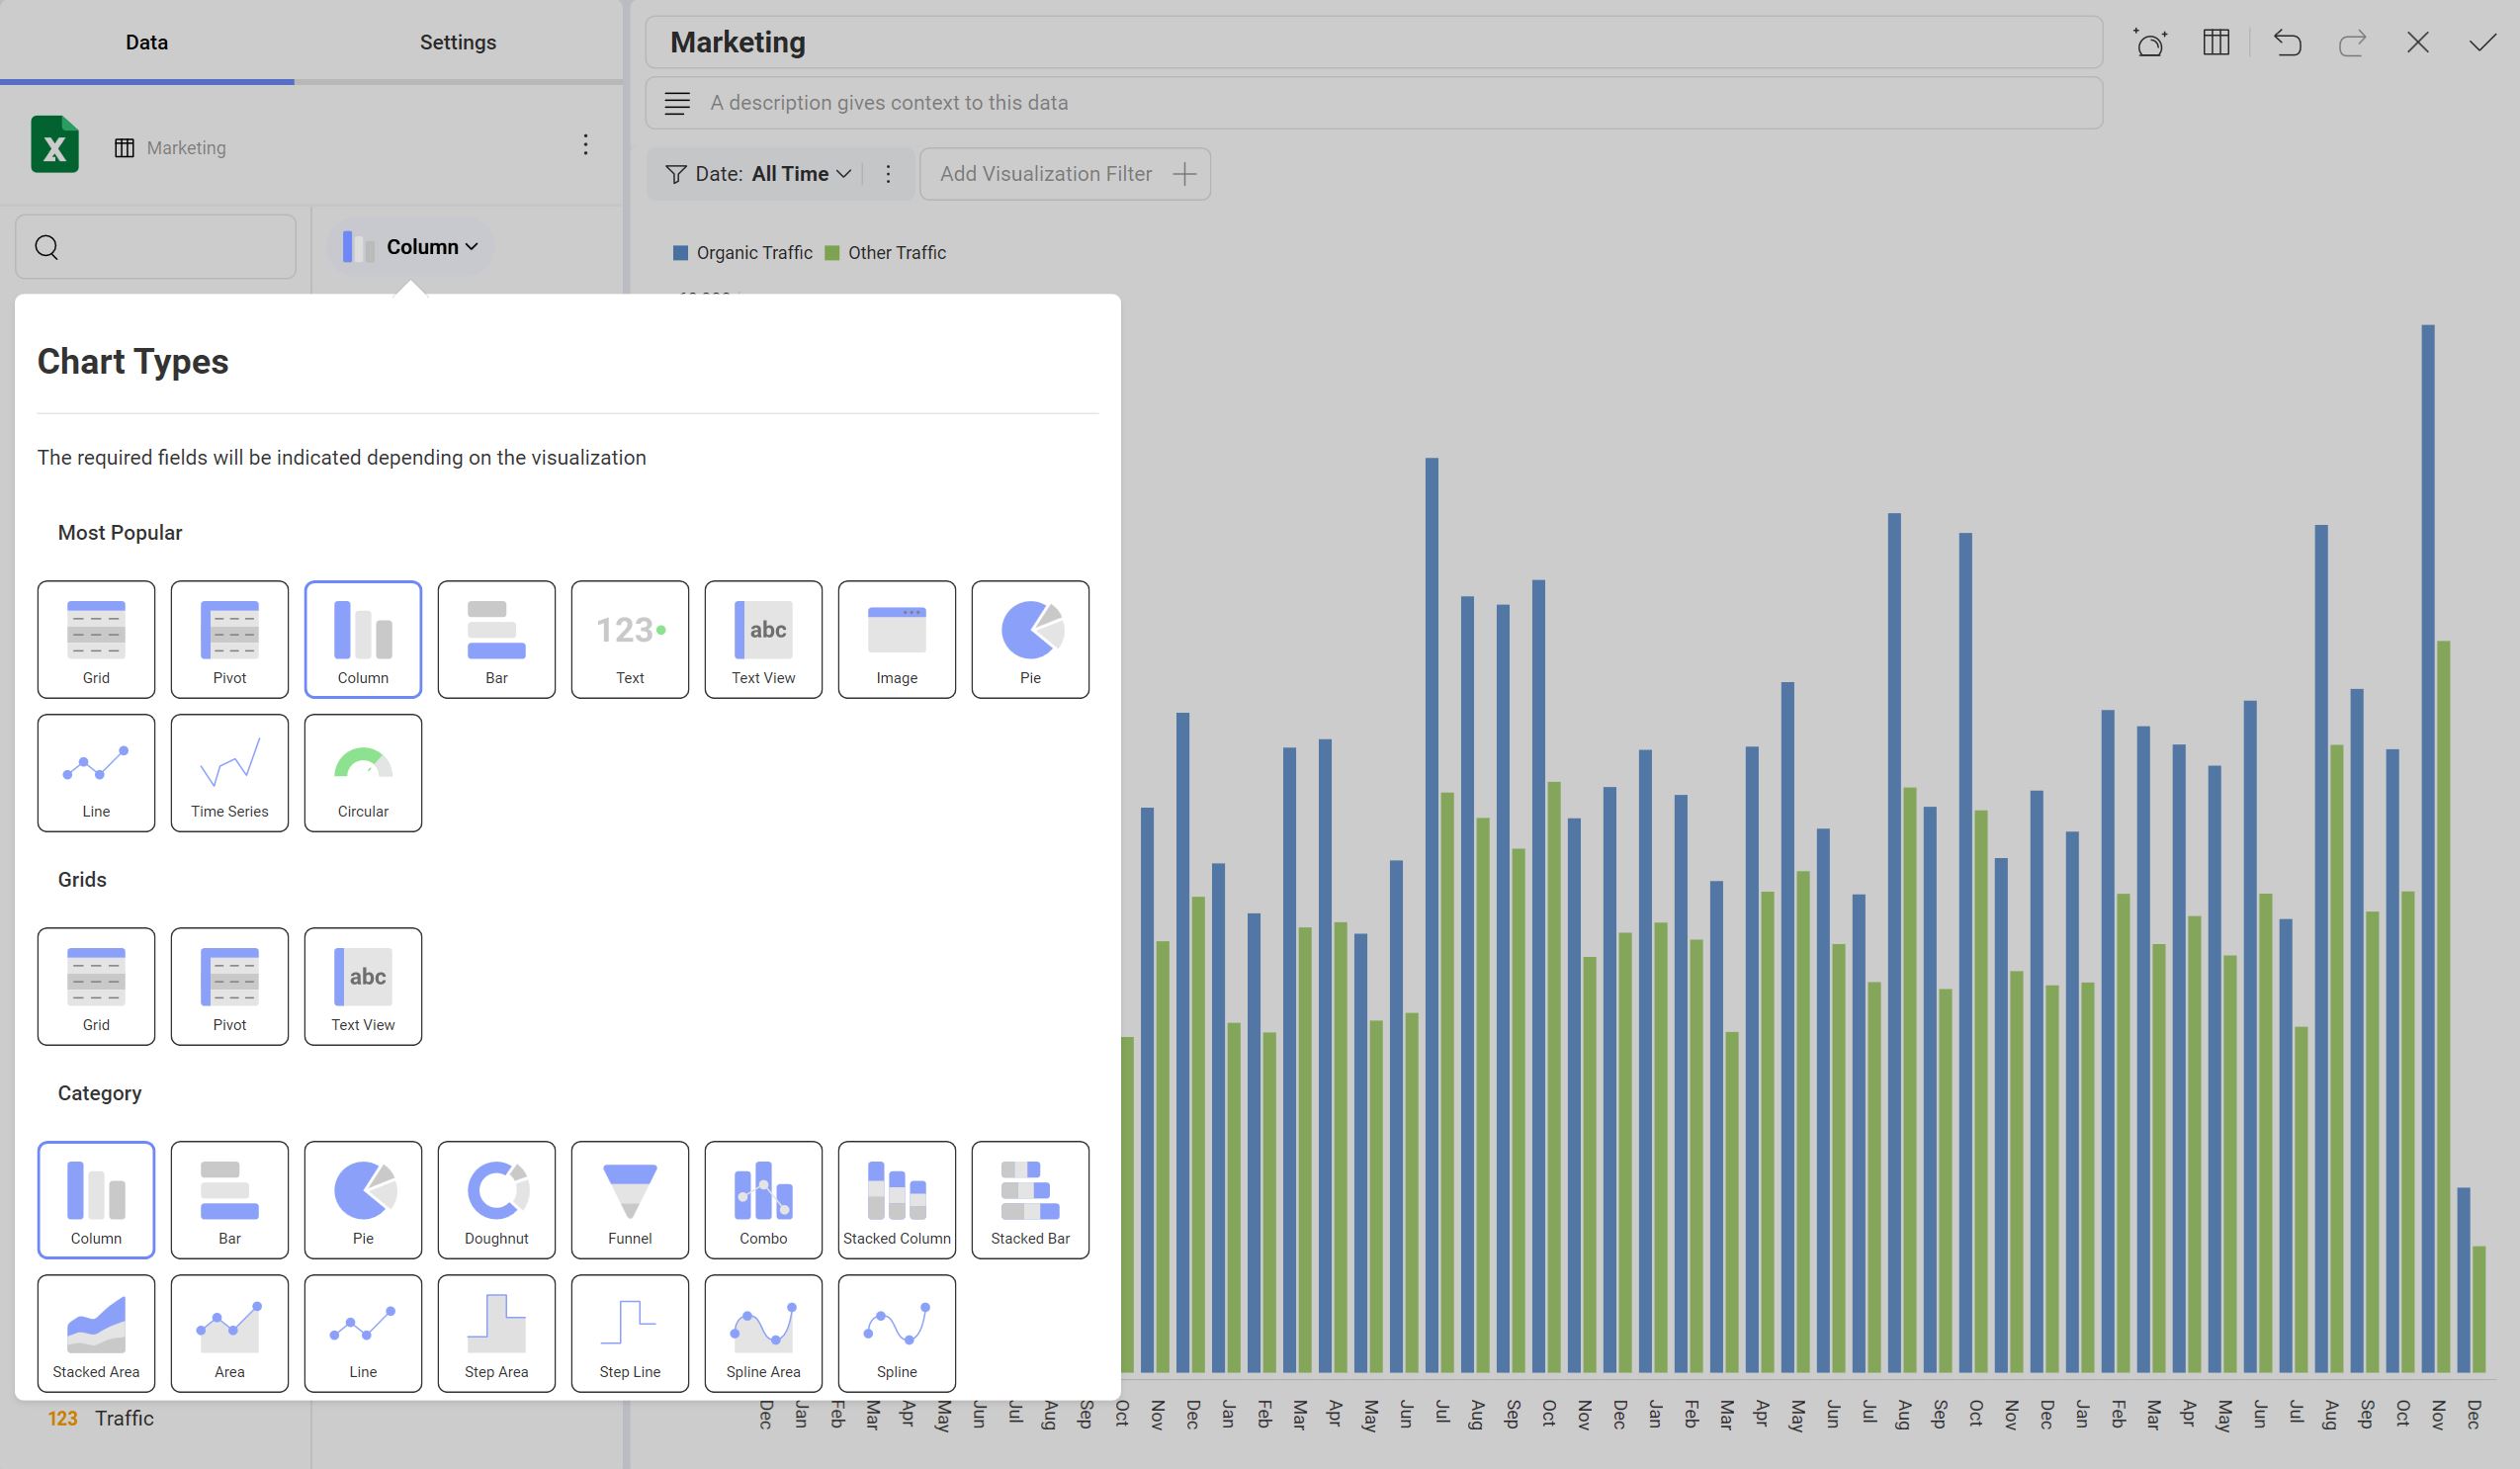 Data
Settings
Marketing
A description gives context to this data
X
Marketing
Date: All Time
Add Visualization Filter
Column
Organic Traffic
Other Traffic
Chart Types
The required fields will be indicated depending on the visualization
Most Popular
Grid
Pivot
Column
Bar
123
Text
abc
Text View
Image
Pie
Line
Time Series
Circular
Grids
Grid
Pivot
abc
Text View
Category
Column
Bar
Pie
Doughnut
Funnel
Combo
Stacked Column
Stacked Bar
Stacked Area
Area
Line
Step Area
Step Line
Spline Area
Spline
123 Traffic
Dec
Jan
Feb
Mar
Apr
May
Jun
Jul
Aug
Sep
Oct
Nov
Dec
Jan
Feb
Mar
Apr
May
Jun
Jul
Aug
Sep
Oct
Nov
Dec
Jan
Feb
Mar
Apr
May
Jun
Jul
Aug
Sep
Oct
Nov
Dec
Jan
Feb
Mar
Apr
May
Jun
Jul
Aug
Sep
Oct
Nov
Dec